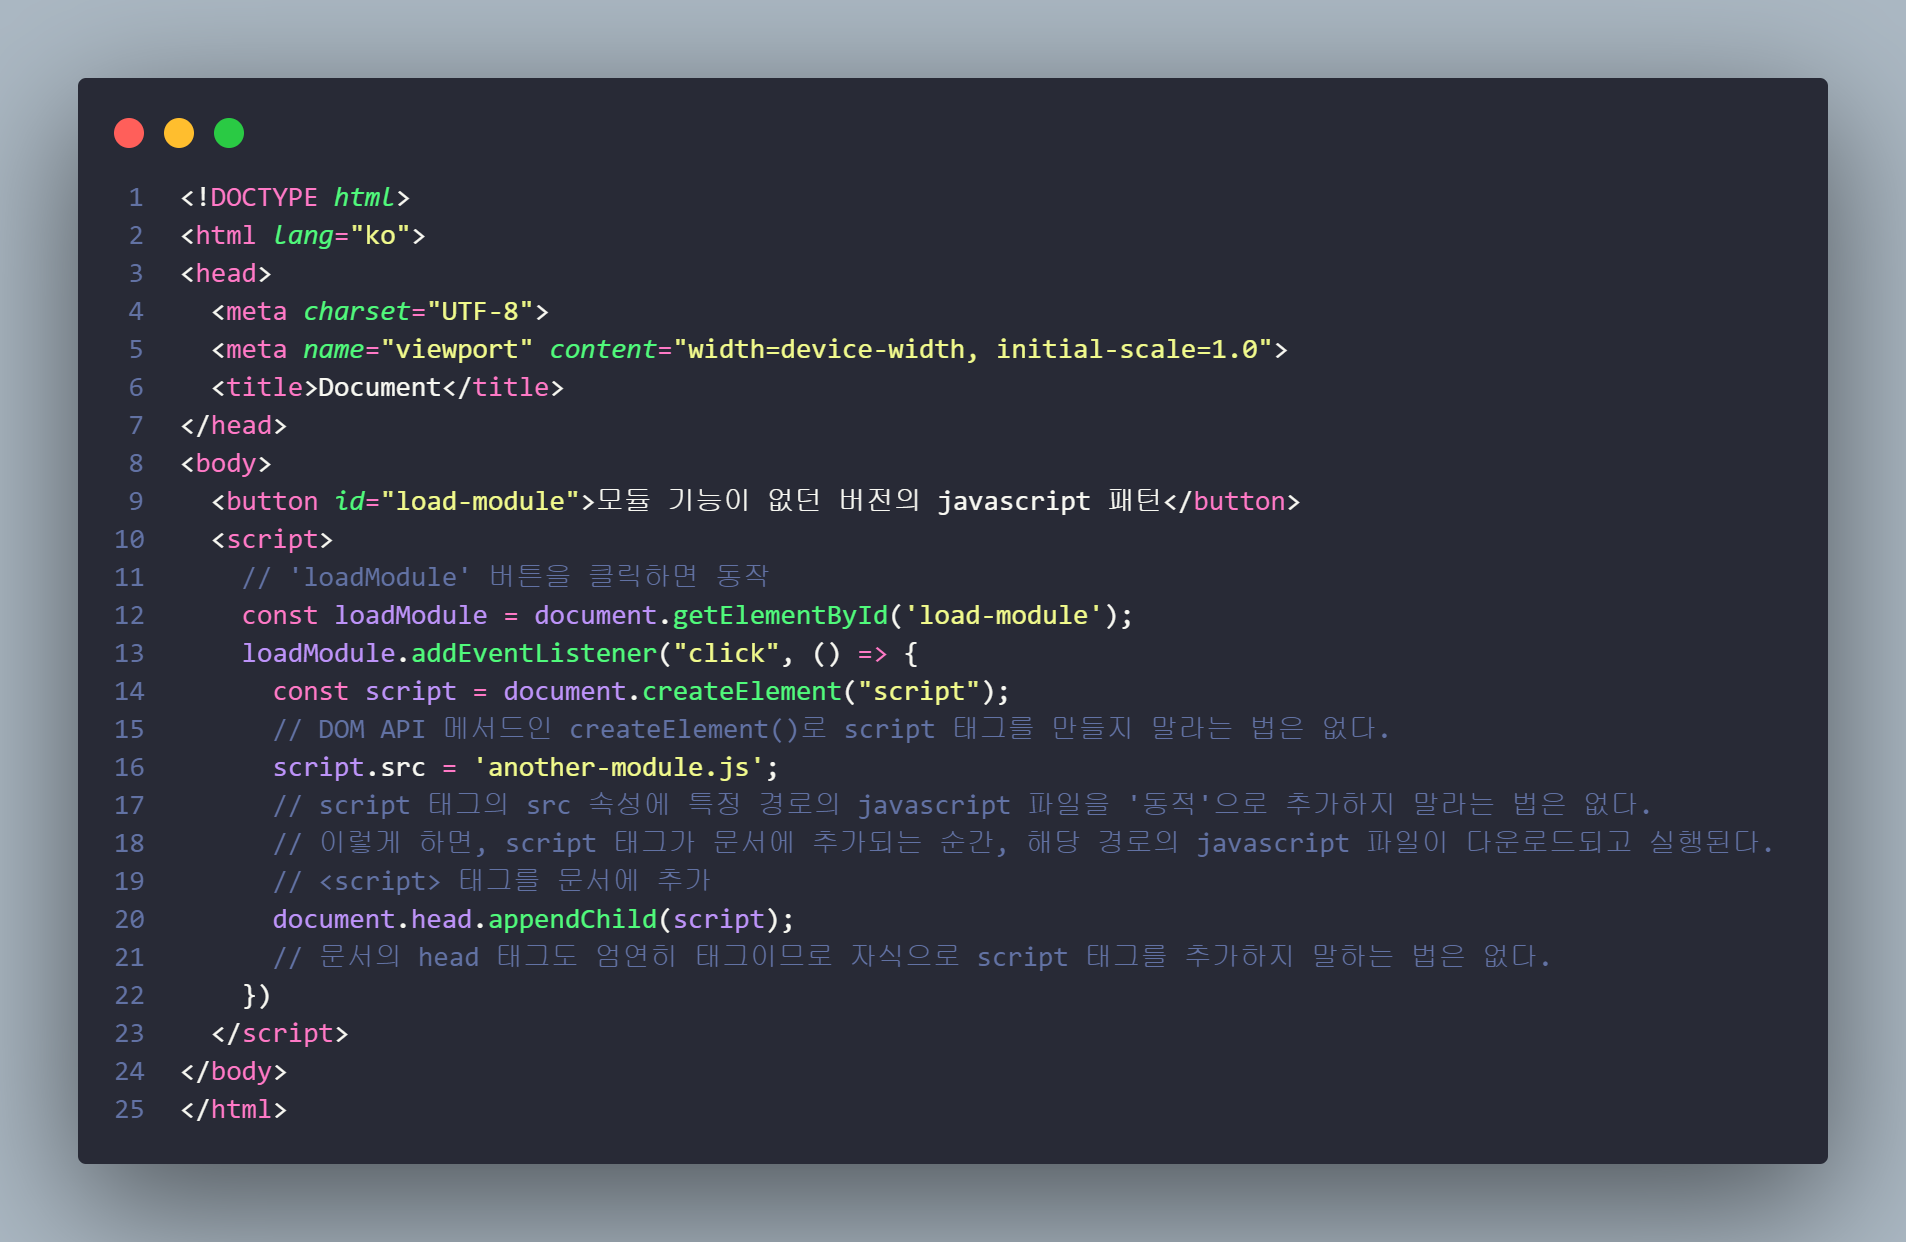 1 <!DOCTYPE html>
2 <html lang="ko">
3 <head>
4   <meta charset="UTF-8">
5   <meta name="viewport" content="width=device-width, initial-scale=1.0">
6   <title>Document</title>
7 </head>
8 <body>
9   <button id="load-module">모듈 기능이 없던 버전의 javascript 패턴</button>
10   <script>
11     // 'loadModule' 버튼을 클릭하면 동작
12     const loadModule = document.getElementById('load-module');
13     loadModule.addEventListener("click", () => {
14       const script = document.createElement("script");
15       // DOM API 메서드인 createElement()로 script 태그를 만들지 말라는 법은 없다.
16       script.src = 'another-module.js';
17       // script 태그의 src 속성에 특정 경로의 javascript 파일을 '동적'으로 추가하지 말라는 법은 없다.
18       // 이렇게 하면, script 태그가 문서에 추가되는 순간, 해당 경로의 javascript 파일이 다운로드되고 실행된다.
19       // <script> 태그를 문서에 추가
20       document.head.appendChild(script);
21       // 문서의 head 태그도 엄연히 태그이므로 자식으로 script 태그를 추가하지 말하는 법은 없다.
22     })
23   </script>
24 </body>
25 </html>